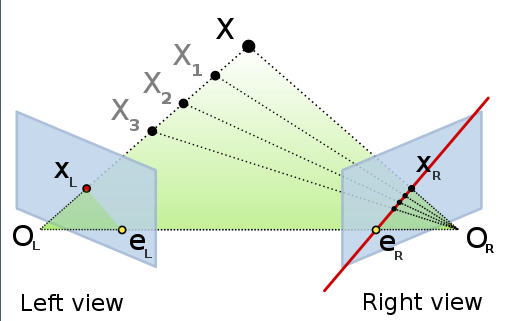 X
X1
X2
X3
XL
XR
OL
eL
eR
OR
Left view
Right view